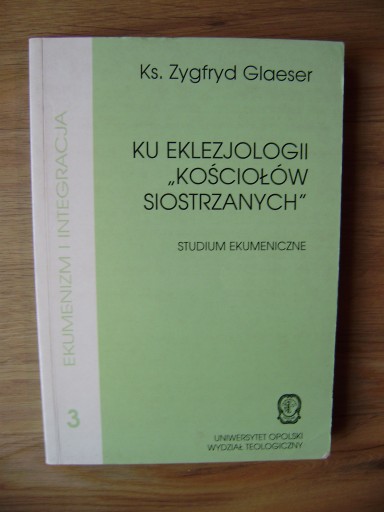 Ks. Zygfryd Glaeser
KU EKLEZJOLOGII
„KOŚCIOŁÓW
SIOSTRZANYCH"
STUDIUM EKUMENICZNE
EKUMENIZM I INTEGRACJA
3
UNIWERSYTET OPOLSKI
WYDZIAŁ TEOLOGICZNY